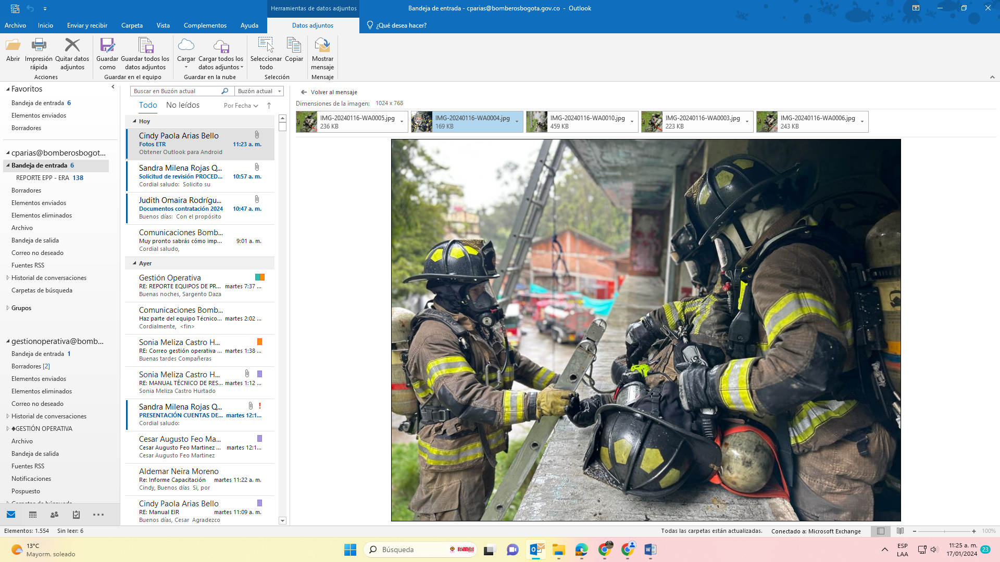 Herramientas de datos adjuntos
Bandeja de entrada - cparias@bomberosbogota.gov.co - Outlook
Archivo
Inicio
Enviar y recibir
Carpeta
Vista
Complementos
Ayuda
Datos adjuntos
¿Qué desea hacer?
Abrir
Impresión rápida
Quitar datos adjuntos
Guardar como
Guardar todos los datos adjuntos
Cargar
Cargar todos los datos adjuntos
Seleccionar todo
Copiar
Mostrar mensaje
Acciones
Guardar en el equipo
Guardar en la nube
Selección
Mensaje
Favoritos
Bandeja de entrada 6
Elementos enviados
Borradores
cparias@bomberosbogot...
Bandeja de entrada 6
REPORTE EPP - ERA 138
Borradores
Elementos enviados
Elementos eliminados
Archivo
Bandeja de salida
Correo no deseado
Fuentes RSS
Historial de conversaciones
Carpetas de búsqueda
Grupos
gestionoperativa@bomb...
Bandeja de entrada 1
Borradores [2]
Elementos enviados
Elementos eliminados
Correo no deseado
Historial de conversaciones
♣GESTIÓN OPERATIVA
Archivo
Bandeja de salida
Fuentes RSS
Notificaciones
Pospuesto
Buscar en Buzón actual
Buzón actual
Todo
No leídos
Por Fecha
Hoy
Cindy Paola Arias Bello
Fotos ETR 11:23 a. m.
Obtener Outlook para Android
Sandra Milena Rojas Q...
Solicitud de revisión PROCED... 10:57 a. m.
Cordial saludo: Solicito su
Judith Omaira Rodrígu...
Documentos contratación 2024 10:47 a. m.
Buenos días: Con el propósito
Comunicaciones Bomb...
Muy pronto sabrás cómo imp... 9:01 a. m.
Cordial saludo,
Ayer
Gestión Operativa
RE: REPORTE EQUIPOS DE PR... martes 7:37 ...
Buenas noches, Sargento Daza
Comunicaciones Bomb...
Haz parte del equipo Técnico... martes 2:02 ...
Cordialmente, <fin>
Sonia Meliza Castro H...
RE: Correo gestión operativa ... martes 1:38 ...
Buenas tardes Compañeras
Sonia Meliza Castro H...
RE: MANUAL TÉCNICO DE RES... martes 1:12 ...
Sonia Meliza Castro Hurtado
Sandra Milena Rojas Q...
PRESENTACIÓN CUENTAS DE... martes 12:1...
Cordial saludo:
Cesar Augusto Feo Ma...
Cesar Augusto Feo Martinez ... martes 12:1...
Cesar Augusto Feo Martinez
Aldemar Neira Moreno
Re: Informe Capacitación martes 11:22 a. m.
Cindy, Buenos días Si, por
Cindy Paola Arias Bello
RE: Manual EIR martes 11:09 a. m.
Buenos días, Cesar Agradezco
Volver al mensaje
Dimensiones de la imagen: 1024 x 768
IMG-20240116-WA0005.jpg
236 KB
IMG-20240116-WA0004.jpg
169 KB
IMG-20240116-WA0010.jpg
459 KB
IMG-20240116-WA0003.jpg
223 KB
IMG-20240116-WA0006.jpg
243 KB
Elementos: 1.554
Sin leer: 6
Todas las carpetas están actualizadas.
Conectado a: Microsoft Exchange
100%
13°C
Mayorm. soleado
Búsqueda
ESP
LAA
11:25 a. m.
17/01/2024
23